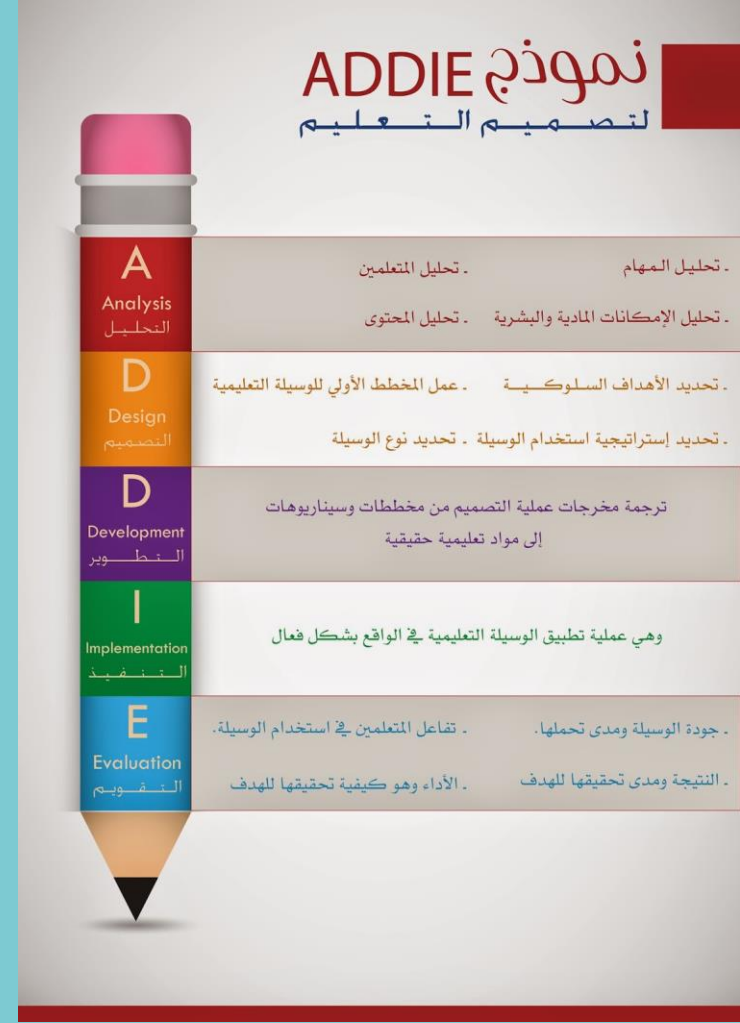 نموذج ADDIE
لتصميم التعليم
A
Analysis
التحليل
. تحليل المهام . تحليل المتعلمين
. تحليل الإمكانات المادية والبشرية . تحليل المحتوى
D
Design
التصميم
. تحديد الأهداف السلوكية . عمل المخطط الأولي للوسيلة التعليمية
. تحديد إستراتيجية استخدام الوسيلة . تحديد نوع الوسيلة
D
Development
التطوير
ترجمة مخرجات عملية التصميم من مخططات وسيناريوهات
إلى مواد تعليمية حقيقية
I
Implementation
التنفيذ
وهي عملية تطبيق الوسيلة التعليمية في الواقع بشكل فعال
E
Evaluation
التقويم
. جودة الوسيلة ومدى تحملها. . تفاعل المتعلمين في استخدام الوسيلة.
. النتيجة ومدى تحقيقها للهدف . الأداء وهو كيفية تحقيقها للهدف